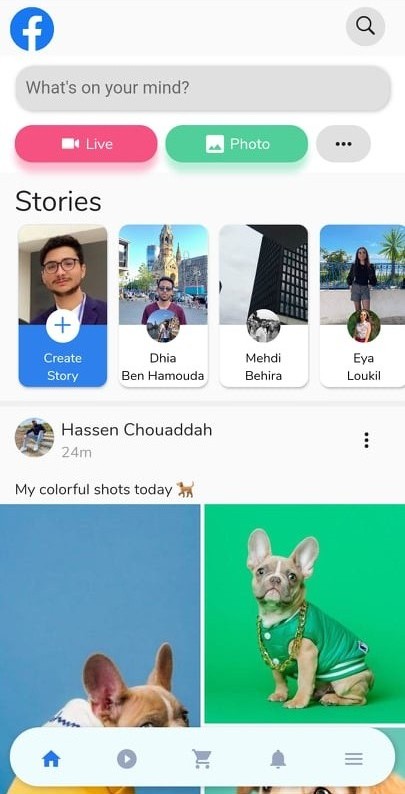 What's on your mind?
Live
Photo
Stories
Create
Story
Dhia
Ben Hamouda
Mehdi
Behira
Eya
Loukil
Hassen Chouaddah
24m
My colorful shots today 🐕